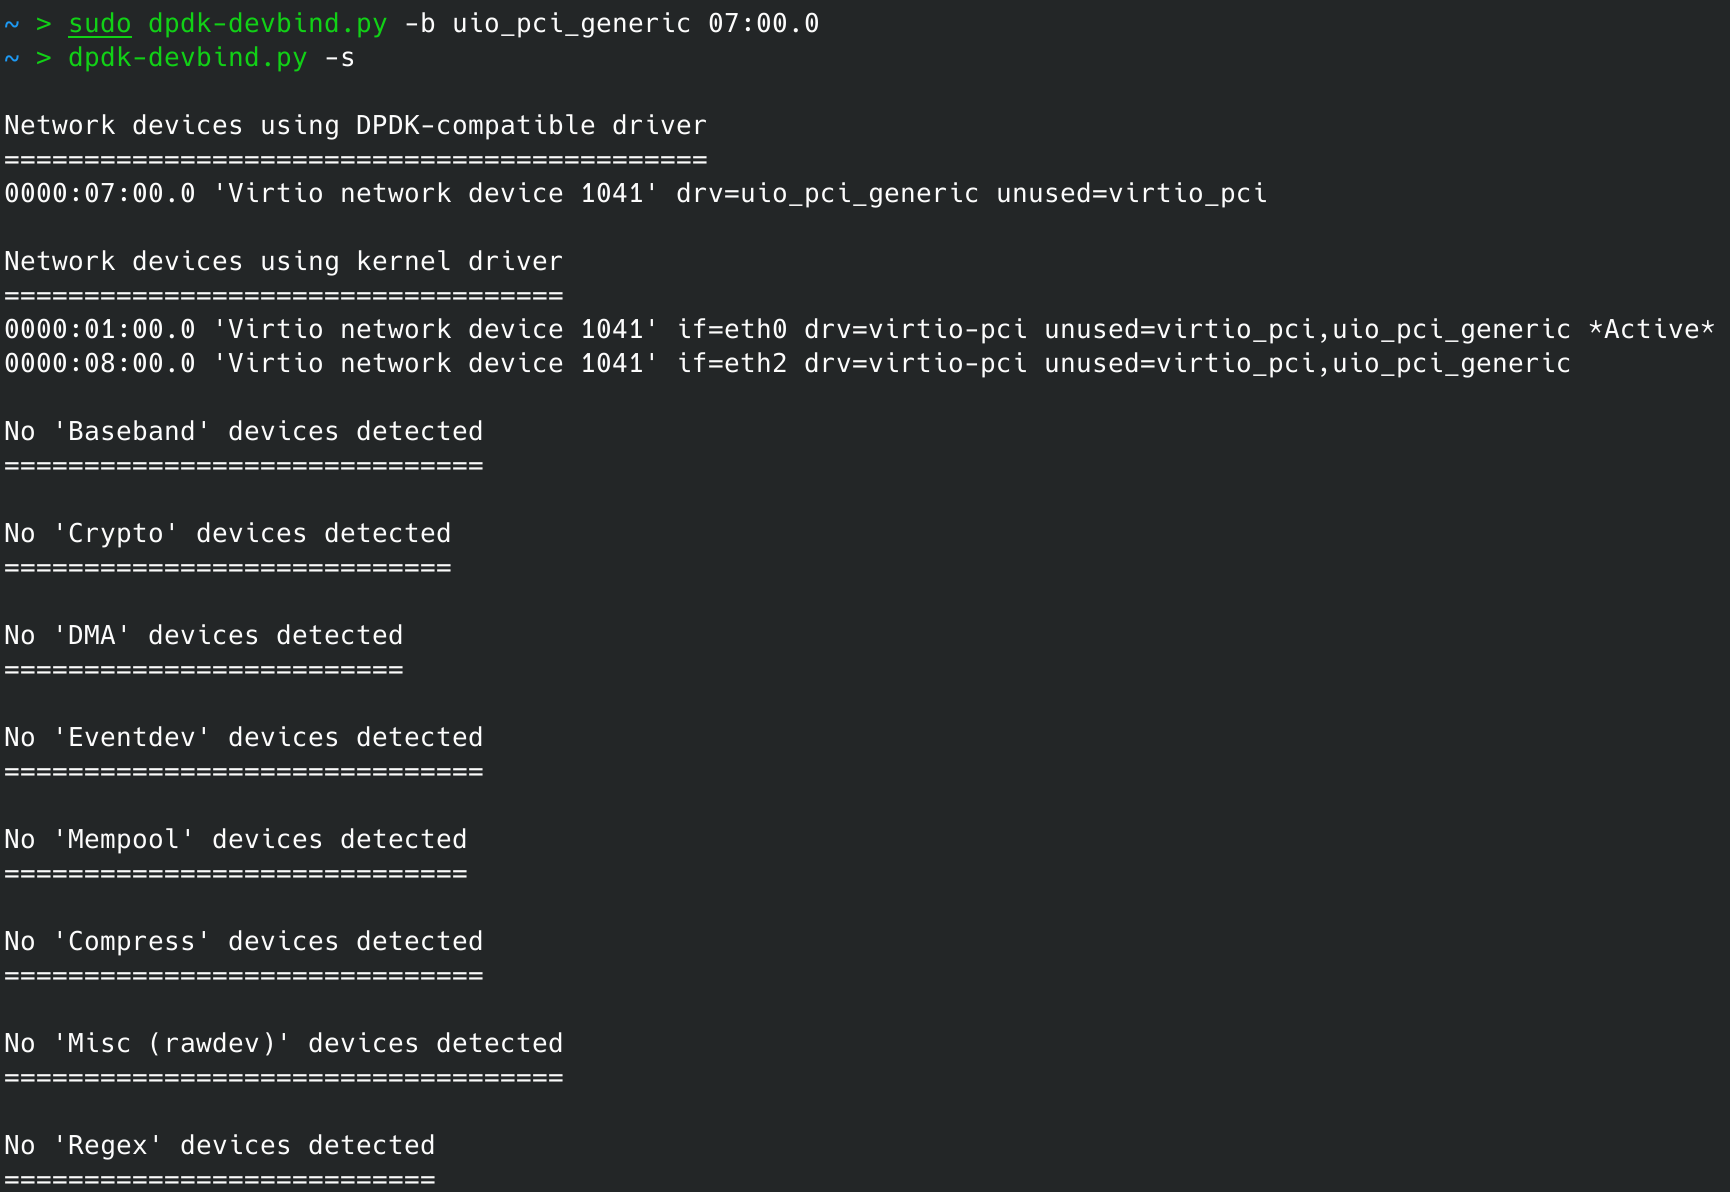 ~ > sudo dpdk-devbind.py -b uio_pci_generic 07:00.0
~ > dpdk-devbind.py -s
Network devices using DPDK-compatible driver
============================================
0000:07:00.0 'Virtio network device 1041' drv=uio_pci_generic unused=virtio_pci
Network devices using kernel driver
===================================
0000:01:00.0 'Virtio network device 1041' if=eth0 drv=virtio-pci unused=virtio_pci,uio_pci_generic *Active*
0000:08:00.0 'Virtio network device 1041' if=eth2 drv=virtio-pci unused=virtio_pci,uio_pci_generic
No 'Baseband' devices detected
==============================
No 'Crypto' devices detected
============================
No 'DMA' devices detected
=========================
No 'Eventdev' devices detected
==============================
No 'Mempool' devices detected
=============================
No 'Compress' devices detected
==============================
No 'Misc (rawdev)' devices detected
===================================
No 'Regex' devices detected
===========================